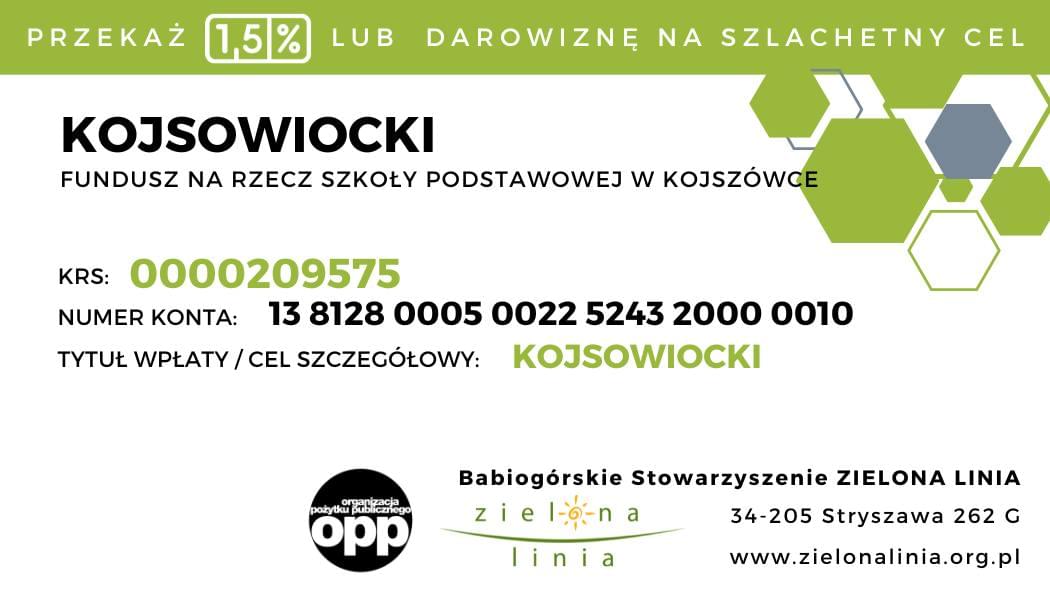 PRZEKAŻ 1,5% LUB DAROWIZNĘ NA SZLACHETNY CEL
KOJSOWIOCKI
FUNDUSZ NA RZECZ SZKOŁY PODSTAWOWEJ W KOJSZÓWCE
KRS: 0000209575
NUMER KONTA: 13 8128 0005 0022 5243 2000 0010
TYTUŁ WPŁATY / CEL SZCZEGÓŁOWY: KOJSOWIOCKI
organizacja
pożytku publicznego
opp
zielona
linia
Babiogórskie Stowarzyszenie ZIELONA LINIA
34-205 Stryszawa 262 G
www.zielonalinia.org.pl